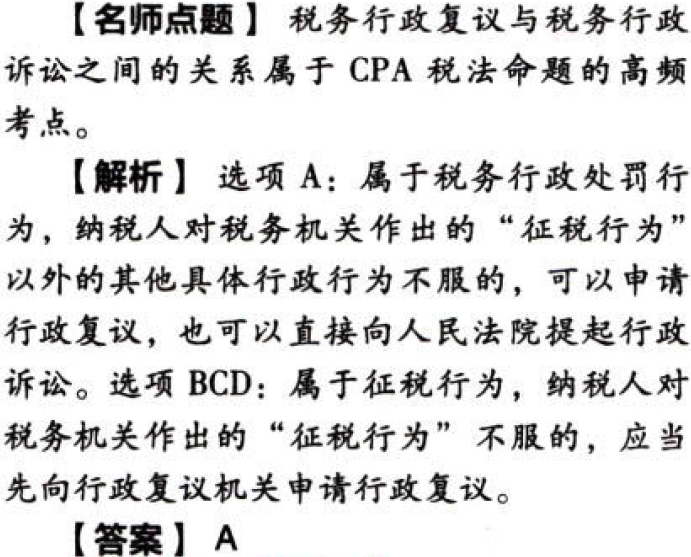 【名师点题】 税务行政复议与税务行政
诉讼之间的关系属于 CPA 税法命题的高频
考点。
【解析】 选项 A：属于税务行政处罚行
为，纳税人对税务机关作出的“征税行为”
以外的其他具体行政行为不服的，可以申请
行政复议，也可以直接向人民法院提起行政
诉讼。选项 BCD：属于征税行为，纳税人对
税务机关作出的“征税行为”不服的，应当
先向行政复议机关申请行政复议。
【答案】 A